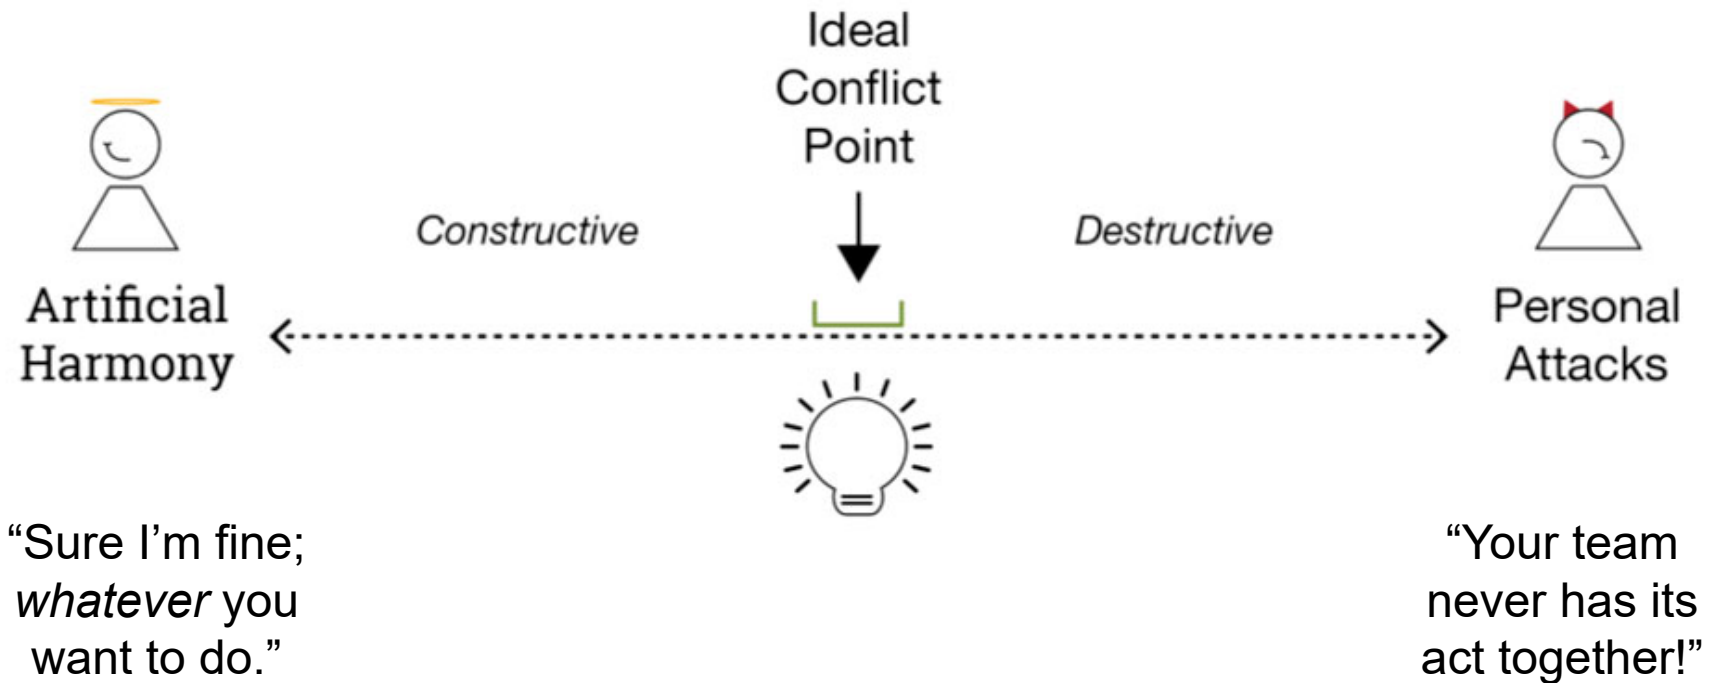 Ideal
Conflict
Point
Constructive
Destructive
Artificial
Harmony
Personal
Attacks
“Sure I’m fine;
whatever you
want to do.”
“Your team
never has its
act together!”